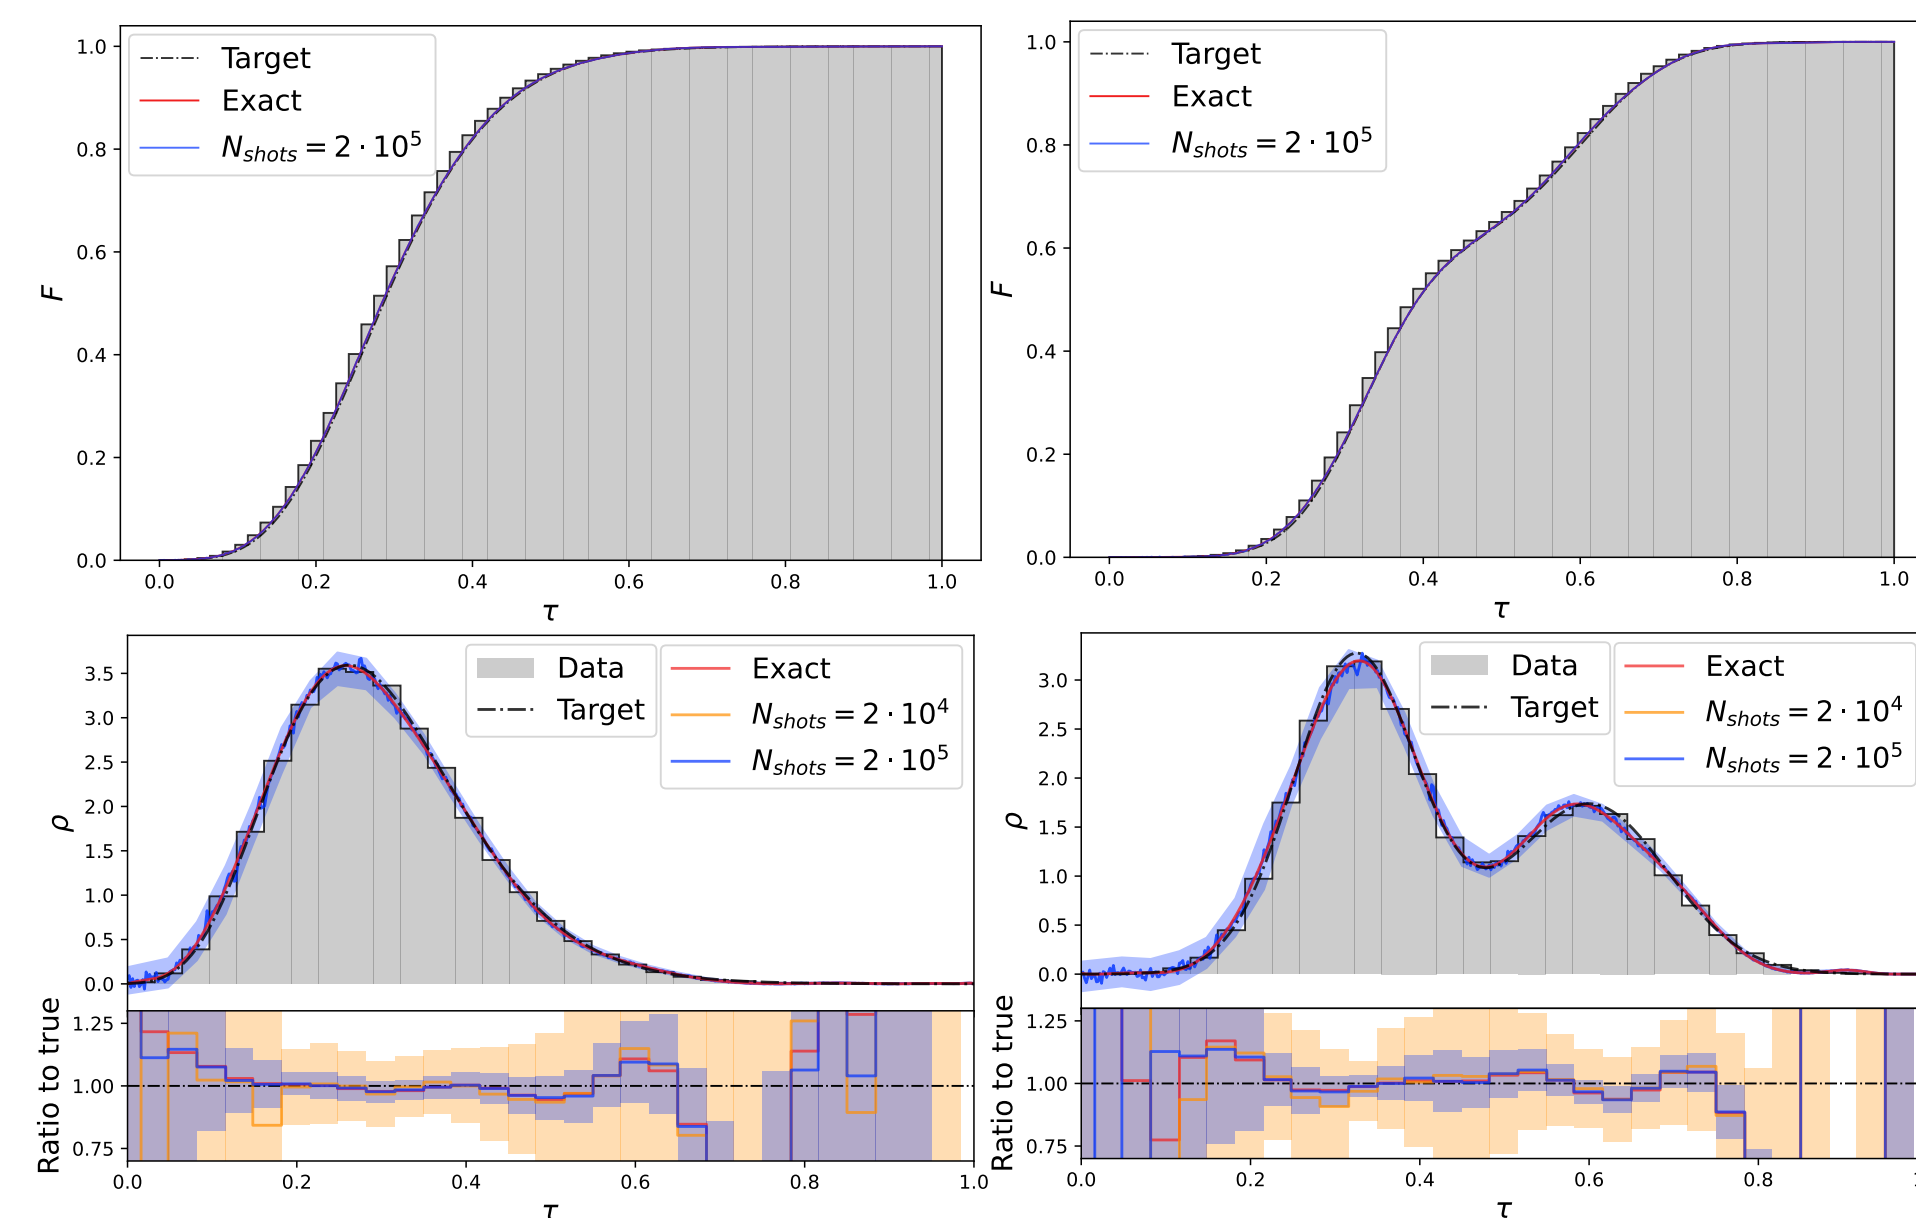 Target
Exact
N_shots = 2 · 10^5
1.0
0.8
0.6
0.4
0.2
0.0
F
0.0 0.2 0.4 0.6 0.8 1.0
τ
Target
Exact
N_shots = 2 · 10^5
1.0
0.8
0.6
0.4
0.2
0.0
F
0.0 0.2 0.4 0.6 0.8 1.0
τ
Data
Target
Exact
N_shots = 2 · 10^4
N_shots = 2 · 10^5
3.5
3.0
2.5
2.0
1.5
1.0
0.5
0.0
ρ
1.25
1.00
0.75
Ratio to true
0.0 0.2 0.4 0.6 0.8 1.0
τ
Data
Target
Exact
N_shots = 2 · 10^4
N_shots = 2 · 10^5
3.0
2.5
2.0
1.5
1.0
0.5
0.0
ρ
1.25
1.00
0.75
Ratio to true
0.0 0.2 0.4 0.6 0.8
τ